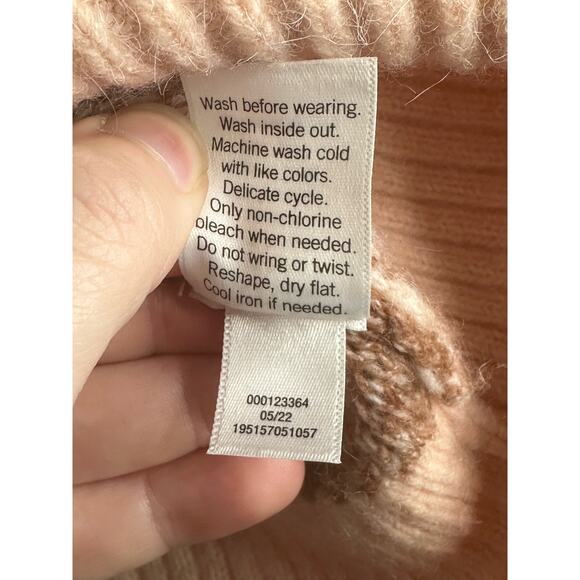 Wash before wearing.
Wash inside out.
Machine wash cold
with like colors.
Delicate cycle.
Only non-chlorine
bleach when needed.
Do not wring or twist.
Reshape, dry flat.
Cool iron if needed.
000123364
05/22
195157051057